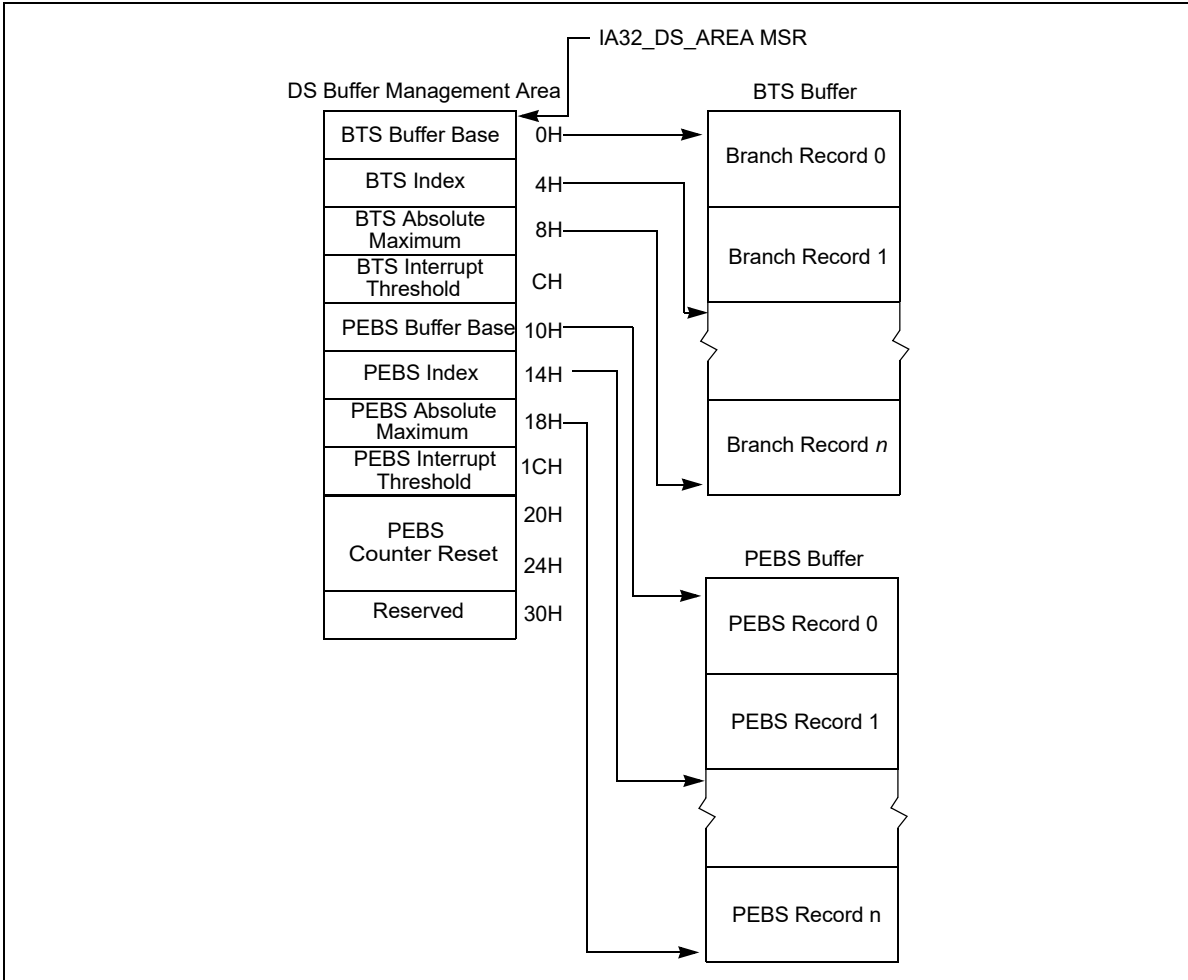 IA32_DS_AREA MSR
DS Buffer Management Area
BTS Buffer Base 0H
BTS Index 4H
BTS Absolute
Maximum 8H
BTS Interrupt
Threshold CH
PEBS Buffer Base 10H
PEBS Index 14H
PEBS Absolute
Maximum 18H
PEBS Interrupt
Threshold 1CH
20H
PEBS
Counter Reset
24H
Reserved 30H
BTS Buffer
Branch Record 0
Branch Record 1
Branch Record n
PEBS Buffer
PEBS Record 0
PEBS Record 1
PEBS Record n